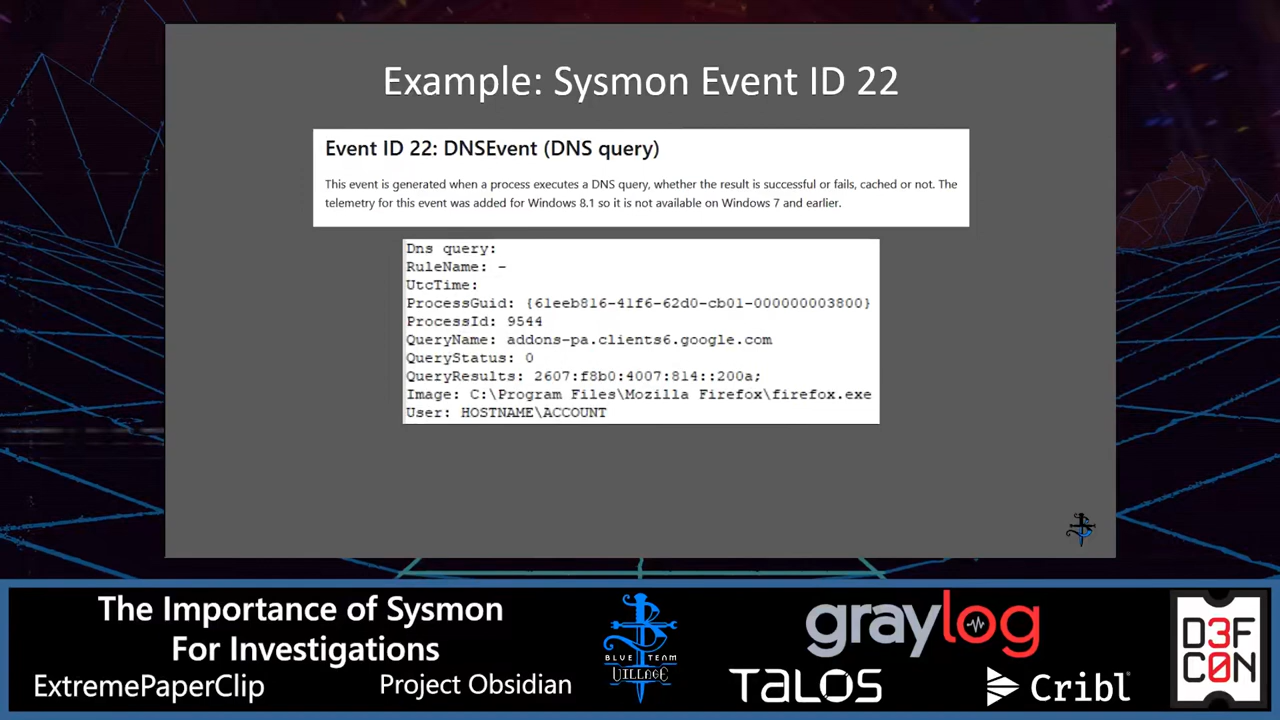 Example: Sysmon Event ID 22
Event ID 22: DNSEvent (DNS query)
This event is generated when a process executes a DNS query, whether the result is successful or fails, cached or not. The
telemetry for this event was added for Windows 8.1 so it is not available on Windows 7 and earlier.
Dns query:
RuleName: -
UtcTime:
ProcessGuid: {61eeb816-41f6-62d0-cb01-000000003800}
ProcessId: 9544
QueryName: addons-pa.clients6.google.com
QueryStatus: 0
QueryResults: 2607:f8b0:4007:814::200a;
Image: C:\Program Files\Mozilla Firefox\firefox.exe
User: HOSTNAME\ACCOUNT
The Importance of Sysmon
For Investigations
ExtremePaperClip
Project Obsidian
BLUE TEAM
VILLAGE
graylog
TALOS
Cribl
D3F
C0N